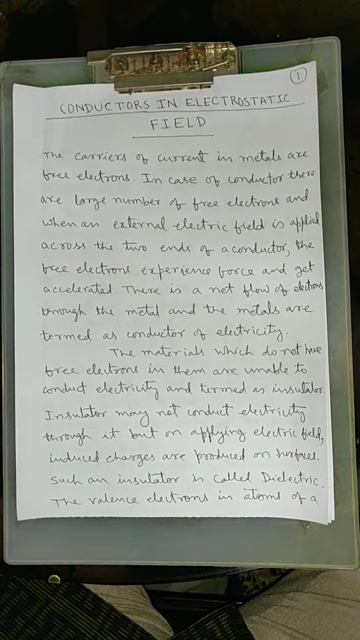 1
CONDUCTORS IN ELECTROSTATIC
FIELD
The carriers of current in metals are
free electrons. In case of conductor there
are large number of free electrons and
when an external electric field is applied
across the two ends of a conductor, the
free electrons experience force and get
accelerated. There is a net flow of electrons
through the metal and the metals are
termed as conductor of electricity.
The materials which do not have
free electrons in them are unable to
conduct electricity and termed as insulator.
Insulator may not conduct electricity
through it but on applying electric field,
induced charges are produced on surfaces.
Such an insulator is called Dielectric.
The valence electrons in atoms of a